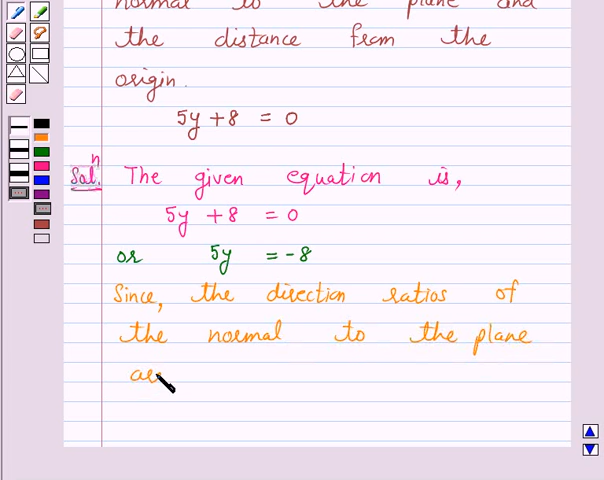 normal to the plane and
the distance from the
origin.
5y + 8 = 0
Solⁿ. The given equation is,
5y + 8 = 0
or 5y = -8
Since, the direction ratios of
the normal to the plane